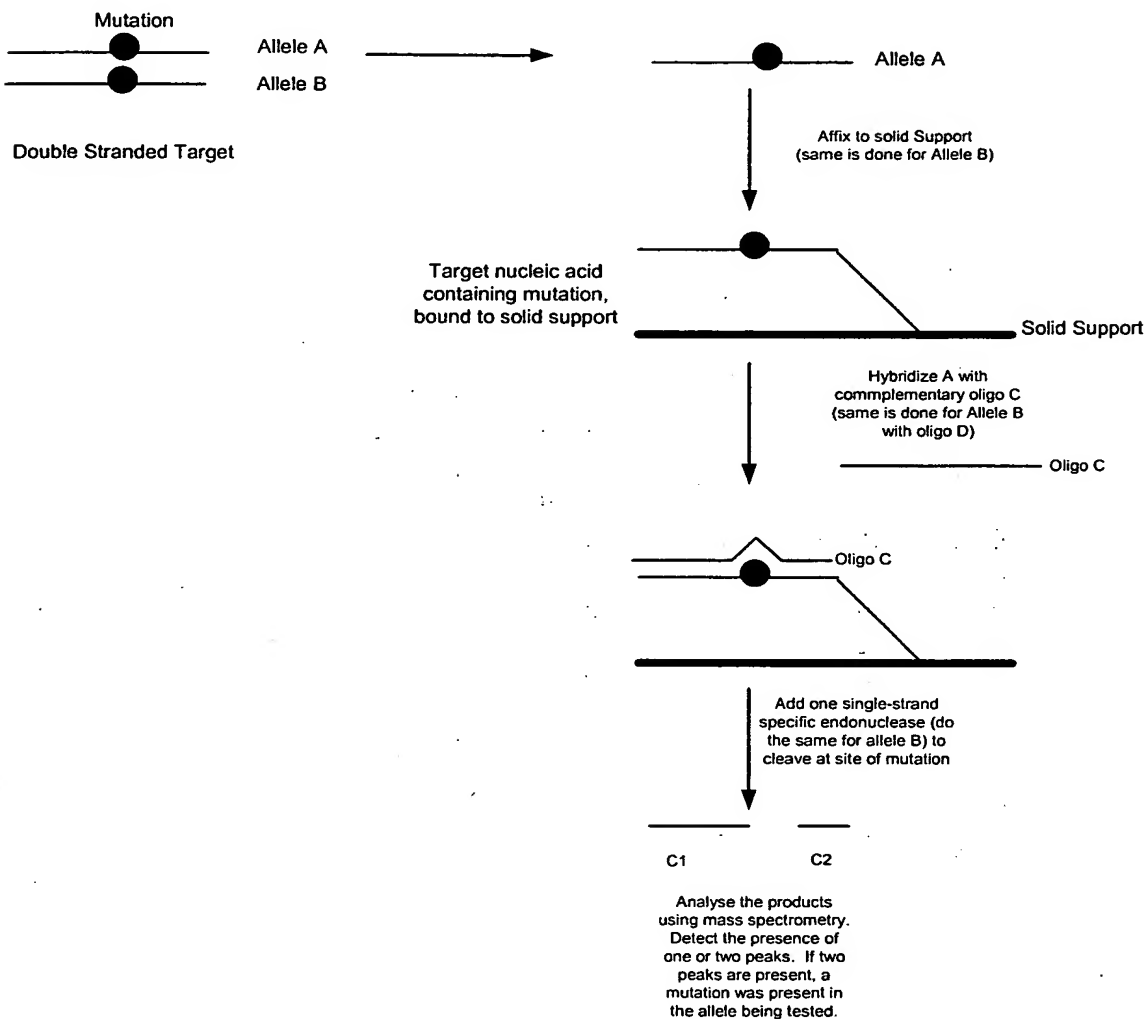 Mutation
Allele A
Allele B
Double Stranded Target
Allele A
Affix to solid Support
(same is done for Allele B)
Target nucleic acid
containing mutation,
bound to solid support
Solid Support
Hybridize A with
commplementary oligo C
(same is done for Allele B
with oligo D)
Oligo C
Oligo C
Add one single-strand
specific endonuclease (do
the same for allele B) to
cleave at site of mutation
C1
C2
Analyse the products
using mass spectrometry.
Detect the presence of
one or two peaks. If two
peaks are present, a
mutation was present in
the allele being tested.